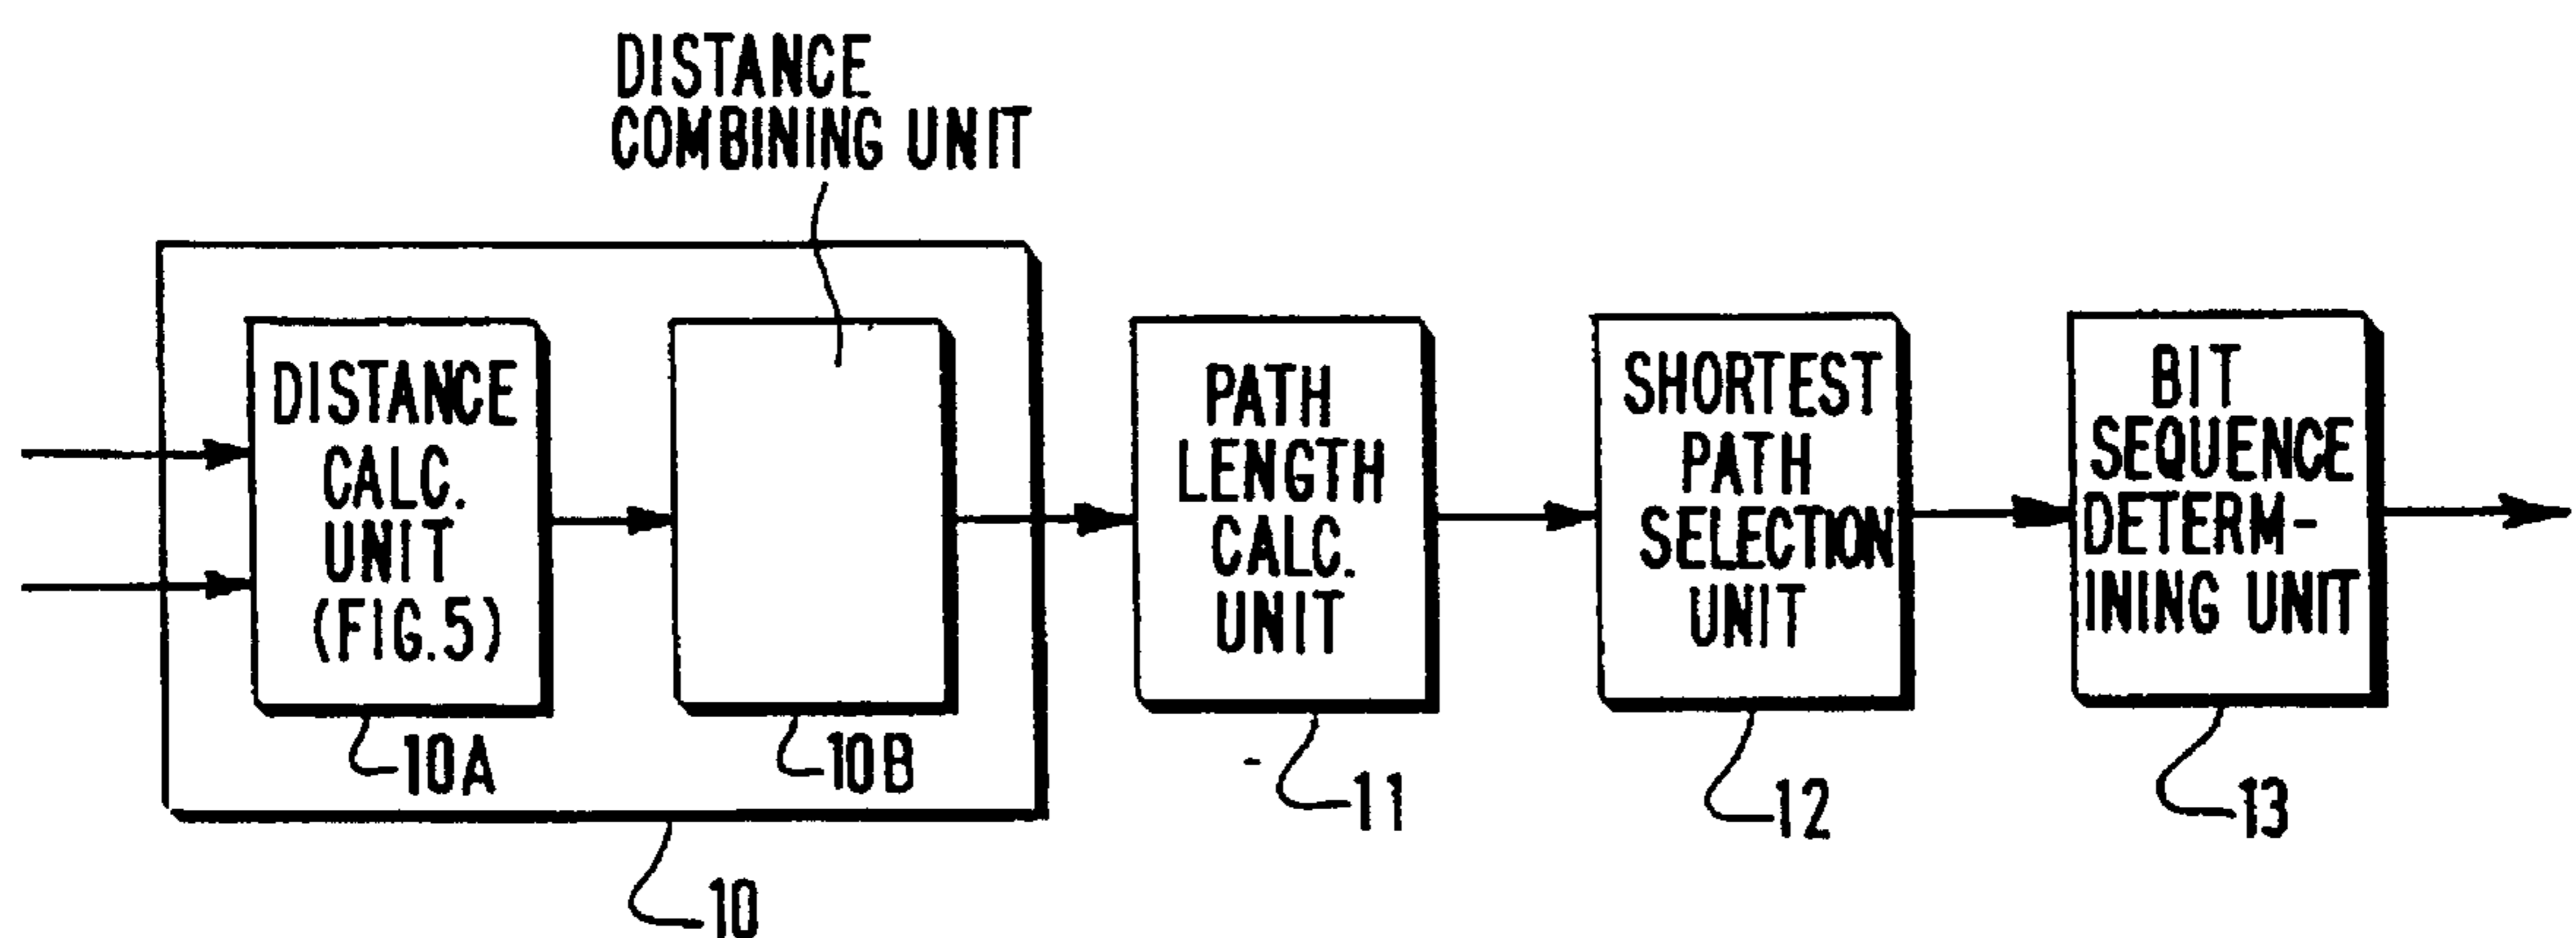 DISTANCE
COMBINING UNIT
DISTANCE
CALC.
UNIT
(FIG.5)
10A
10B
10
PATH
LENGTH
CALC.
UNIT
11
SHORTEST
PATH
SELECTION
UNIT
12
BIT
SEQUENCE
DETERM-
INING UNIT
13